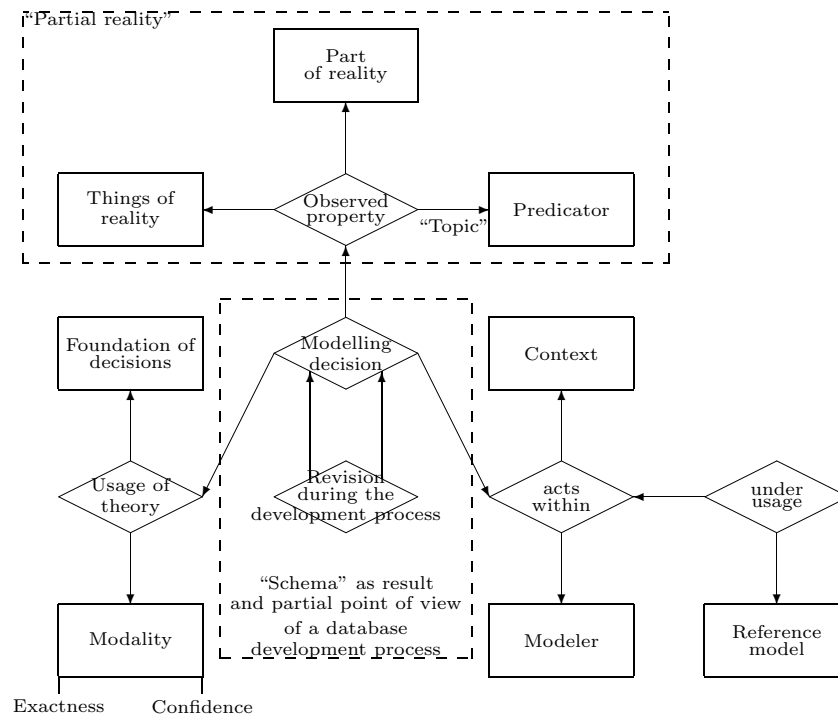 “Partial reality”
Part
of reality
Things of
reality
Observed
property
“Topic”
Predicator
Foundation of
decisions
Modelling
decision
Context
Usage of
theory
Revision
during the
development process
acts
within
under
usage
“Schema” as result
and partial point of view
of a database
development process
Modality
Modeler
Reference
model
Exactness
Confidence